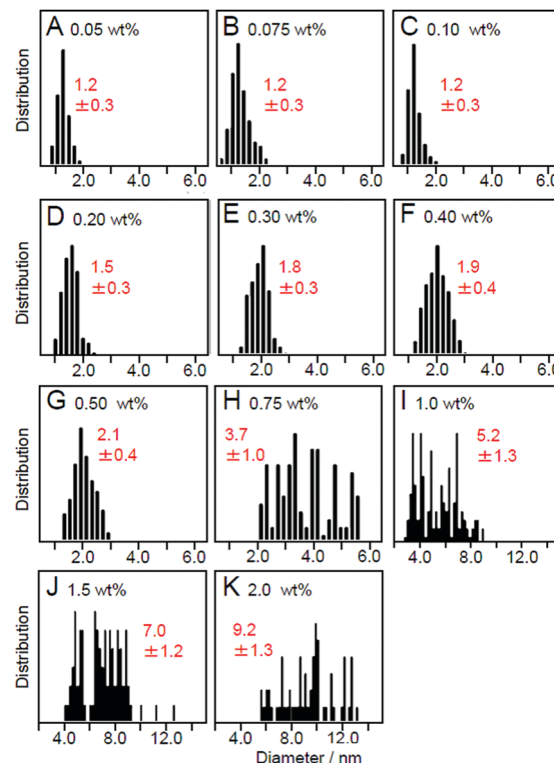 A 0.05 wt%
B 0.075 wt%
C 0.10 wt%
Distribution
1.2
±0.3
1.2
±0.3
1.2
±0.3
2.0 4.0 6.0
2.0 4.0 6.0
2.0 4.0 6.0
D 0.20 wt%
E 0.30 wt%
F 0.40 wt%
Distribution
1.5
±0.3
1.8
±0.3
1.9
±0.4
2.0 4.0 6.0
2.0 4.0 6.0
2.0 4.0 6.0
G 0.50 wt%
H 0.75 wt%
I 1.0 wt%
Distribution
2.1
±0.4
3.7
±1.0
5.2
±1.3
2.0 4.0 6.0
2.0 4.0 6.0
4.0 8.0 12.0
J 1.5 wt%
K 2.0 wt%
Distribution
7.0
±1.2
9.2
±1.3
4.0 8.0 12.0
4.0 8.0 12.0
Diameter / nm